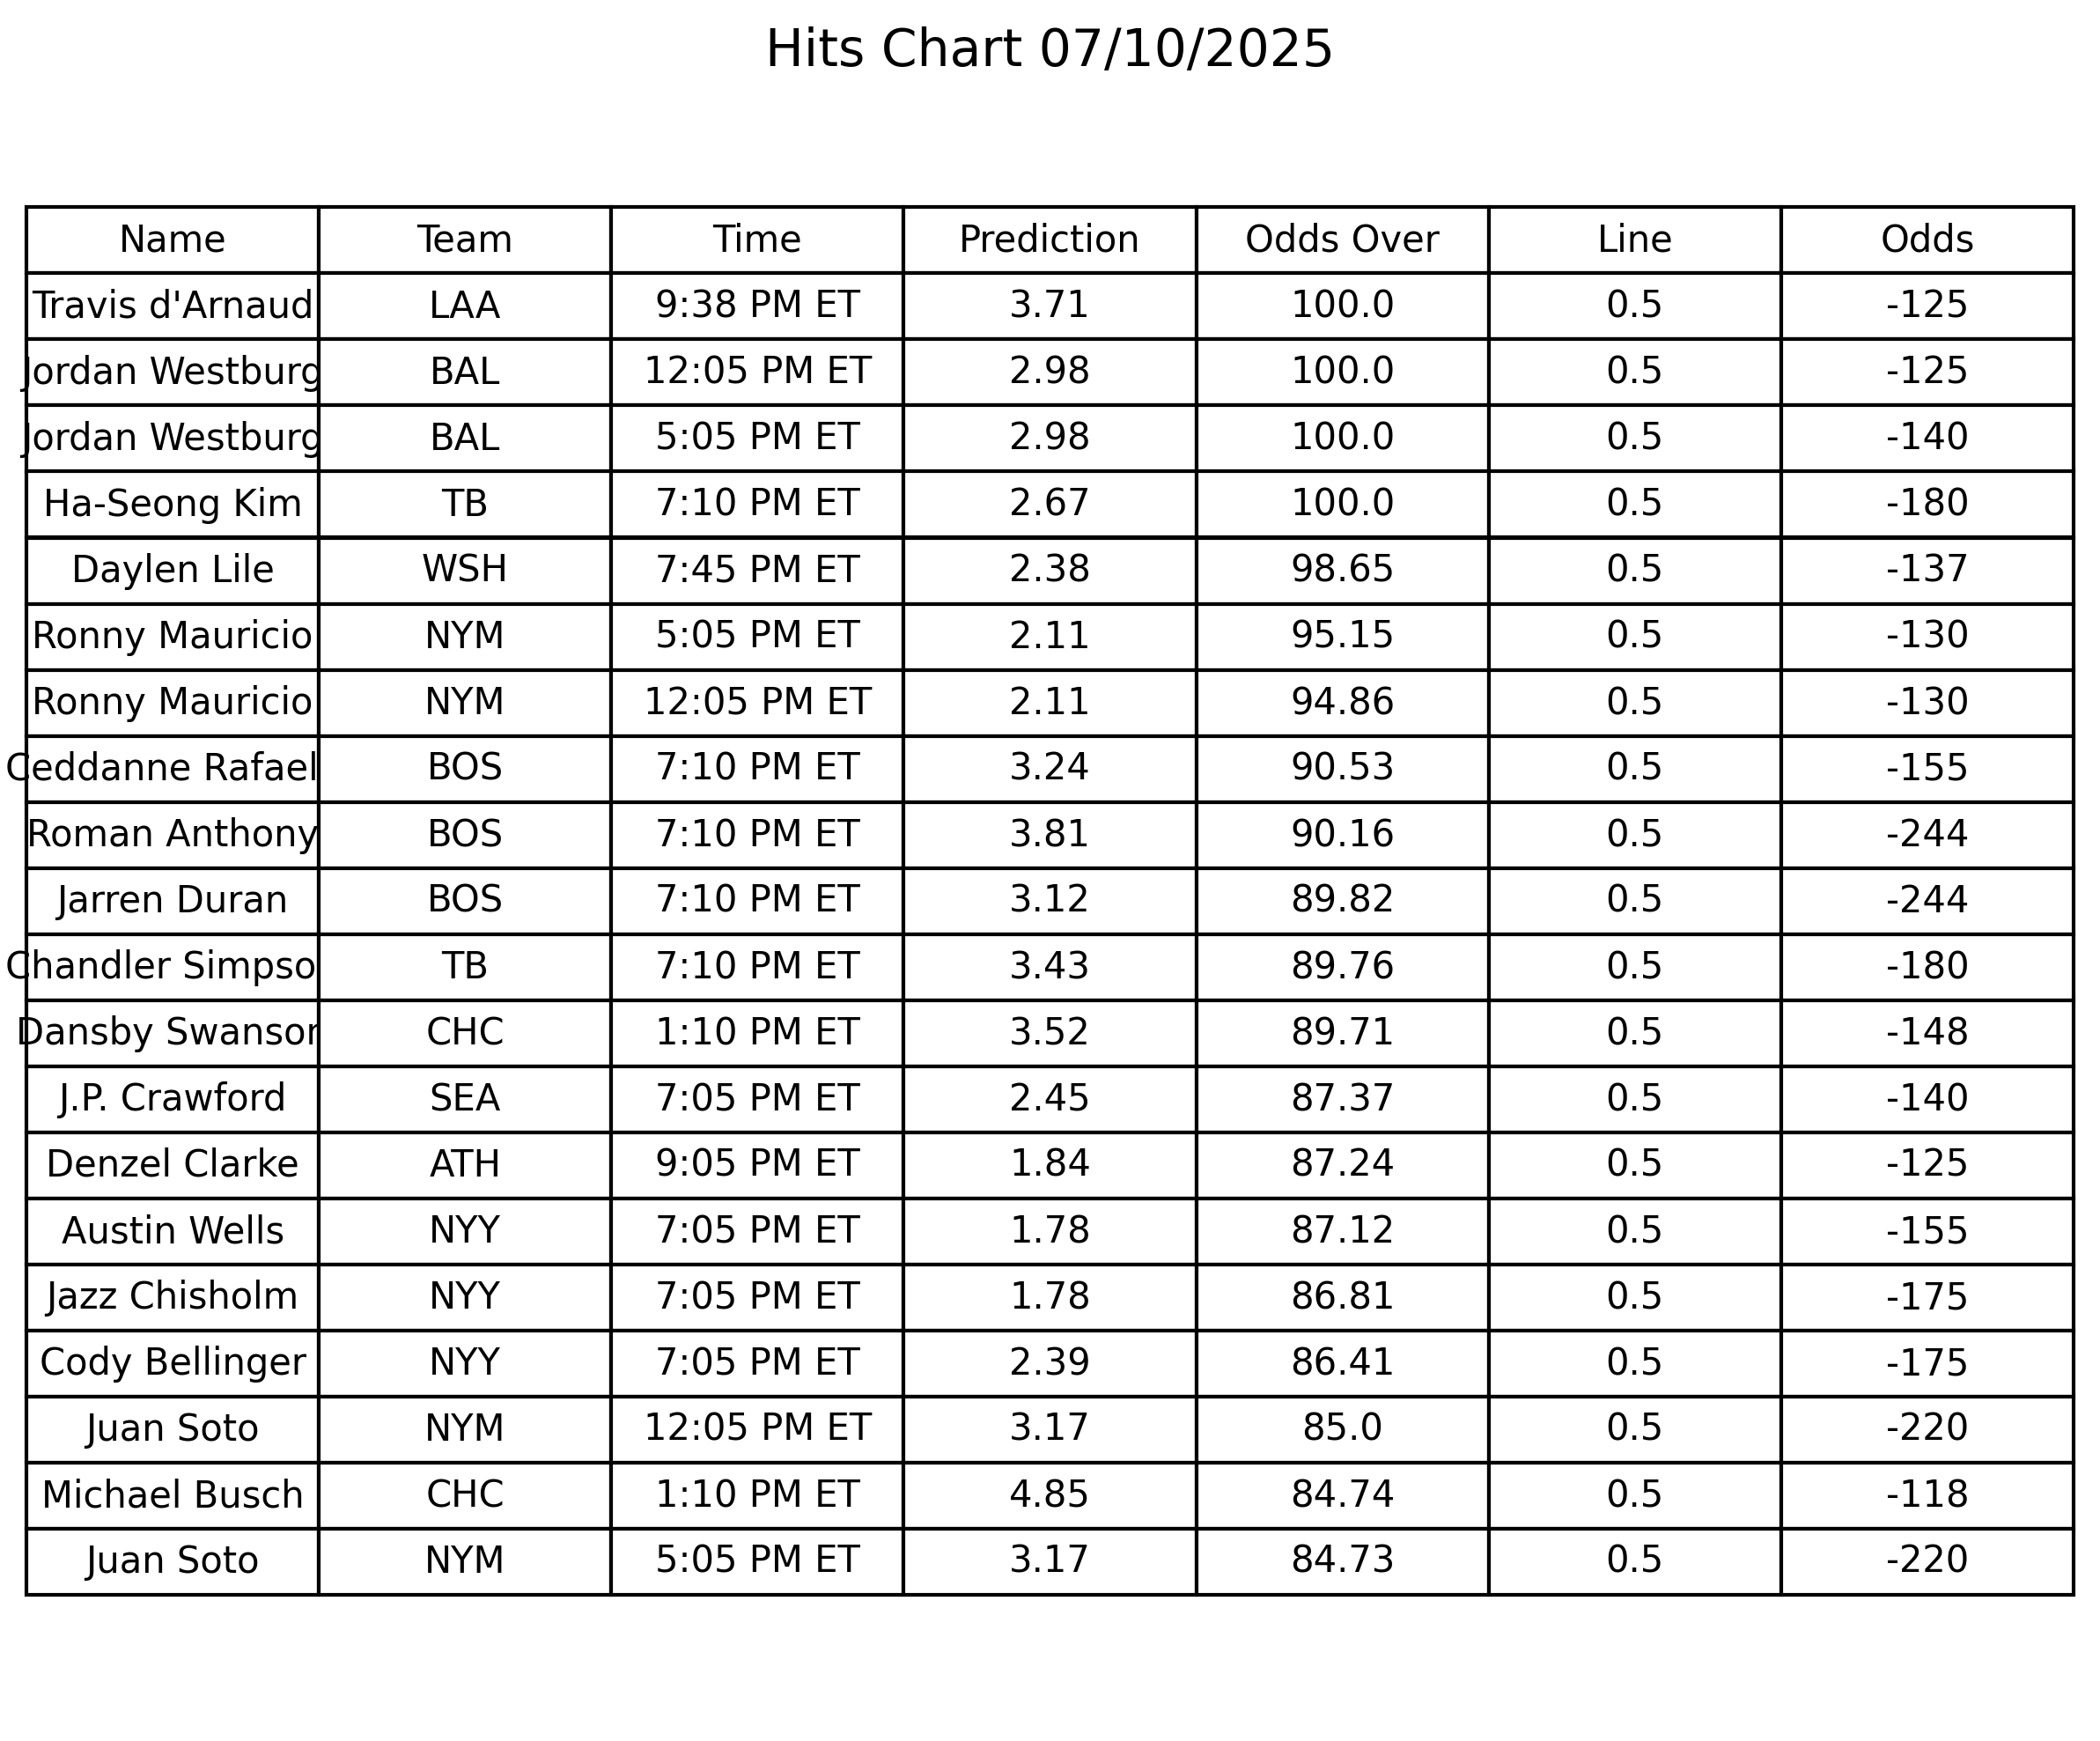 Hits Chart 07/10/2025
Name Team Time Prediction Odds Over Line Odds
Travis d'Arnaud LAA 9:38 PM ET 3.71 100.0 0.5 -125
Jordan Westburg BAL 12:05 PM ET 2.98 100.0 0.5 -125
Jordan Westburg BAL 5:05 PM ET 2.98 100.0 0.5 -140
Ha-Seong Kim TB 7:10 PM ET 2.67 100.0 0.5 -180
Daylen Lile WSH 7:45 PM ET 2.38 98.65 0.5 -137
Ronny Mauricio NYM 5:05 PM ET 2.11 95.15 0.5 -130
Ronny Mauricio NYM 12:05 PM ET 2.11 94.86 0.5 -130
Ceddanne Rafael BOS 7:10 PM ET 3.24 90.53 0.5 -155
Roman Anthony BOS 7:10 PM ET 3.81 90.16 0.5 -244
Jarren Duran BOS 7:10 PM ET 3.12 89.82 0.5 -244
Chandler Simpso TB 7:10 PM ET 3.43 89.76 0.5 -180
Dansby Swanson CHC 1:10 PM ET 3.52 89.71 0.5 -148
J.P. Crawford SEA 7:05 PM ET 2.45 87.37 0.5 -140
Denzel Clarke ATH 9:05 PM ET 1.84 87.24 0.5 -125
Austin Wells NYY 7:05 PM ET 1.78 87.12 0.5 -155
Jazz Chisholm NYY 7:05 PM ET 1.78 86.81 0.5 -175
Cody Bellinger NYY 7:05 PM ET 2.39 86.41 0.5 -175
Juan Soto NYM 12:05 PM ET 3.17 85.0 0.5 -220
Michael Busch CHC 1:10 PM ET 4.85 84.74 0.5 -118
Juan Soto NYM 5:05 PM ET 3.17 84.73 0.5 -220